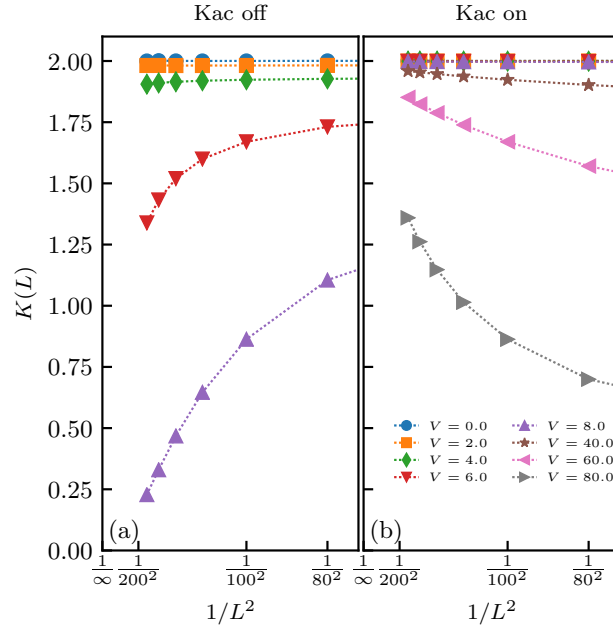 Kac off
Kac on
K(L)
2.00
1.75
1.50
1.25
1.00
0.75
0.50
0.25
0.00
(a)
(b)
V = 0.0
V = 2.0
V = 4.0
V = 6.0
V = 8.0
V = 40.0
V = 60.0
V = 80.0
1/∞ 1/200² 1/100² 1/80² 1/∞ 1/200² 1/100² 1/80²
1/L² 1/L²